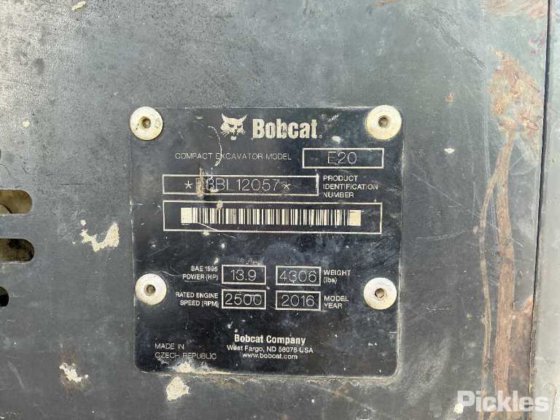 Bobcat
COMPACT EXCAVATOR MODEL E20
PRODUCT IDENTIFICATION NUMBER
SAE 1995 POWER (HP) 13.9 4306 WEIGHT (lbs)
RATED ENGINE SPEED (RPM) 2500 2016 MODEL YEAR
Bobcat Company
West Fargo, ND 58078-USA
www.bobcat.com
MADE IN
CZECH REPUBLIC
Pickles